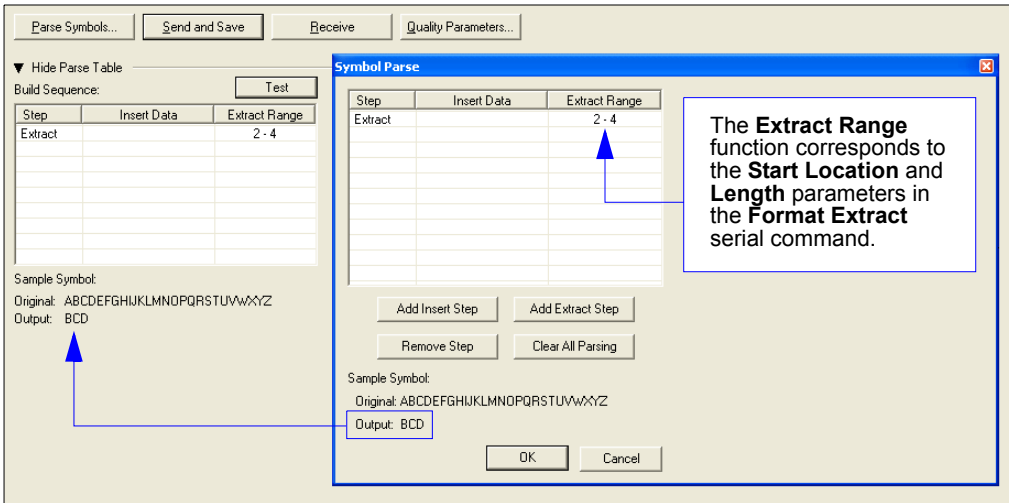 Parse Symbols... Send and Save Receive Quality Parameters...
▼ Hide Parse Table
Build Sequence: Test
Step Insert Data Extract Range
Extract 2 - 4
Sample Symbol:
Original: ABCDEFGHIJKLMNOPQRSTUVWXYZ
Output: BCD
Symbol Parse
Step Insert Data Extract Range
Extract 2 - 4
Add Insert Step Add Extract Step
Remove Step Clear All Parsing
Sample Symbol:
Original: ABCDEFGHIJKLMNOPQRSTUVWXYZ
Output: BCD
OK Cancel
The Extract Range
function corresponds to
the Start Location and
Length parameters in
the Format Extract
serial command.